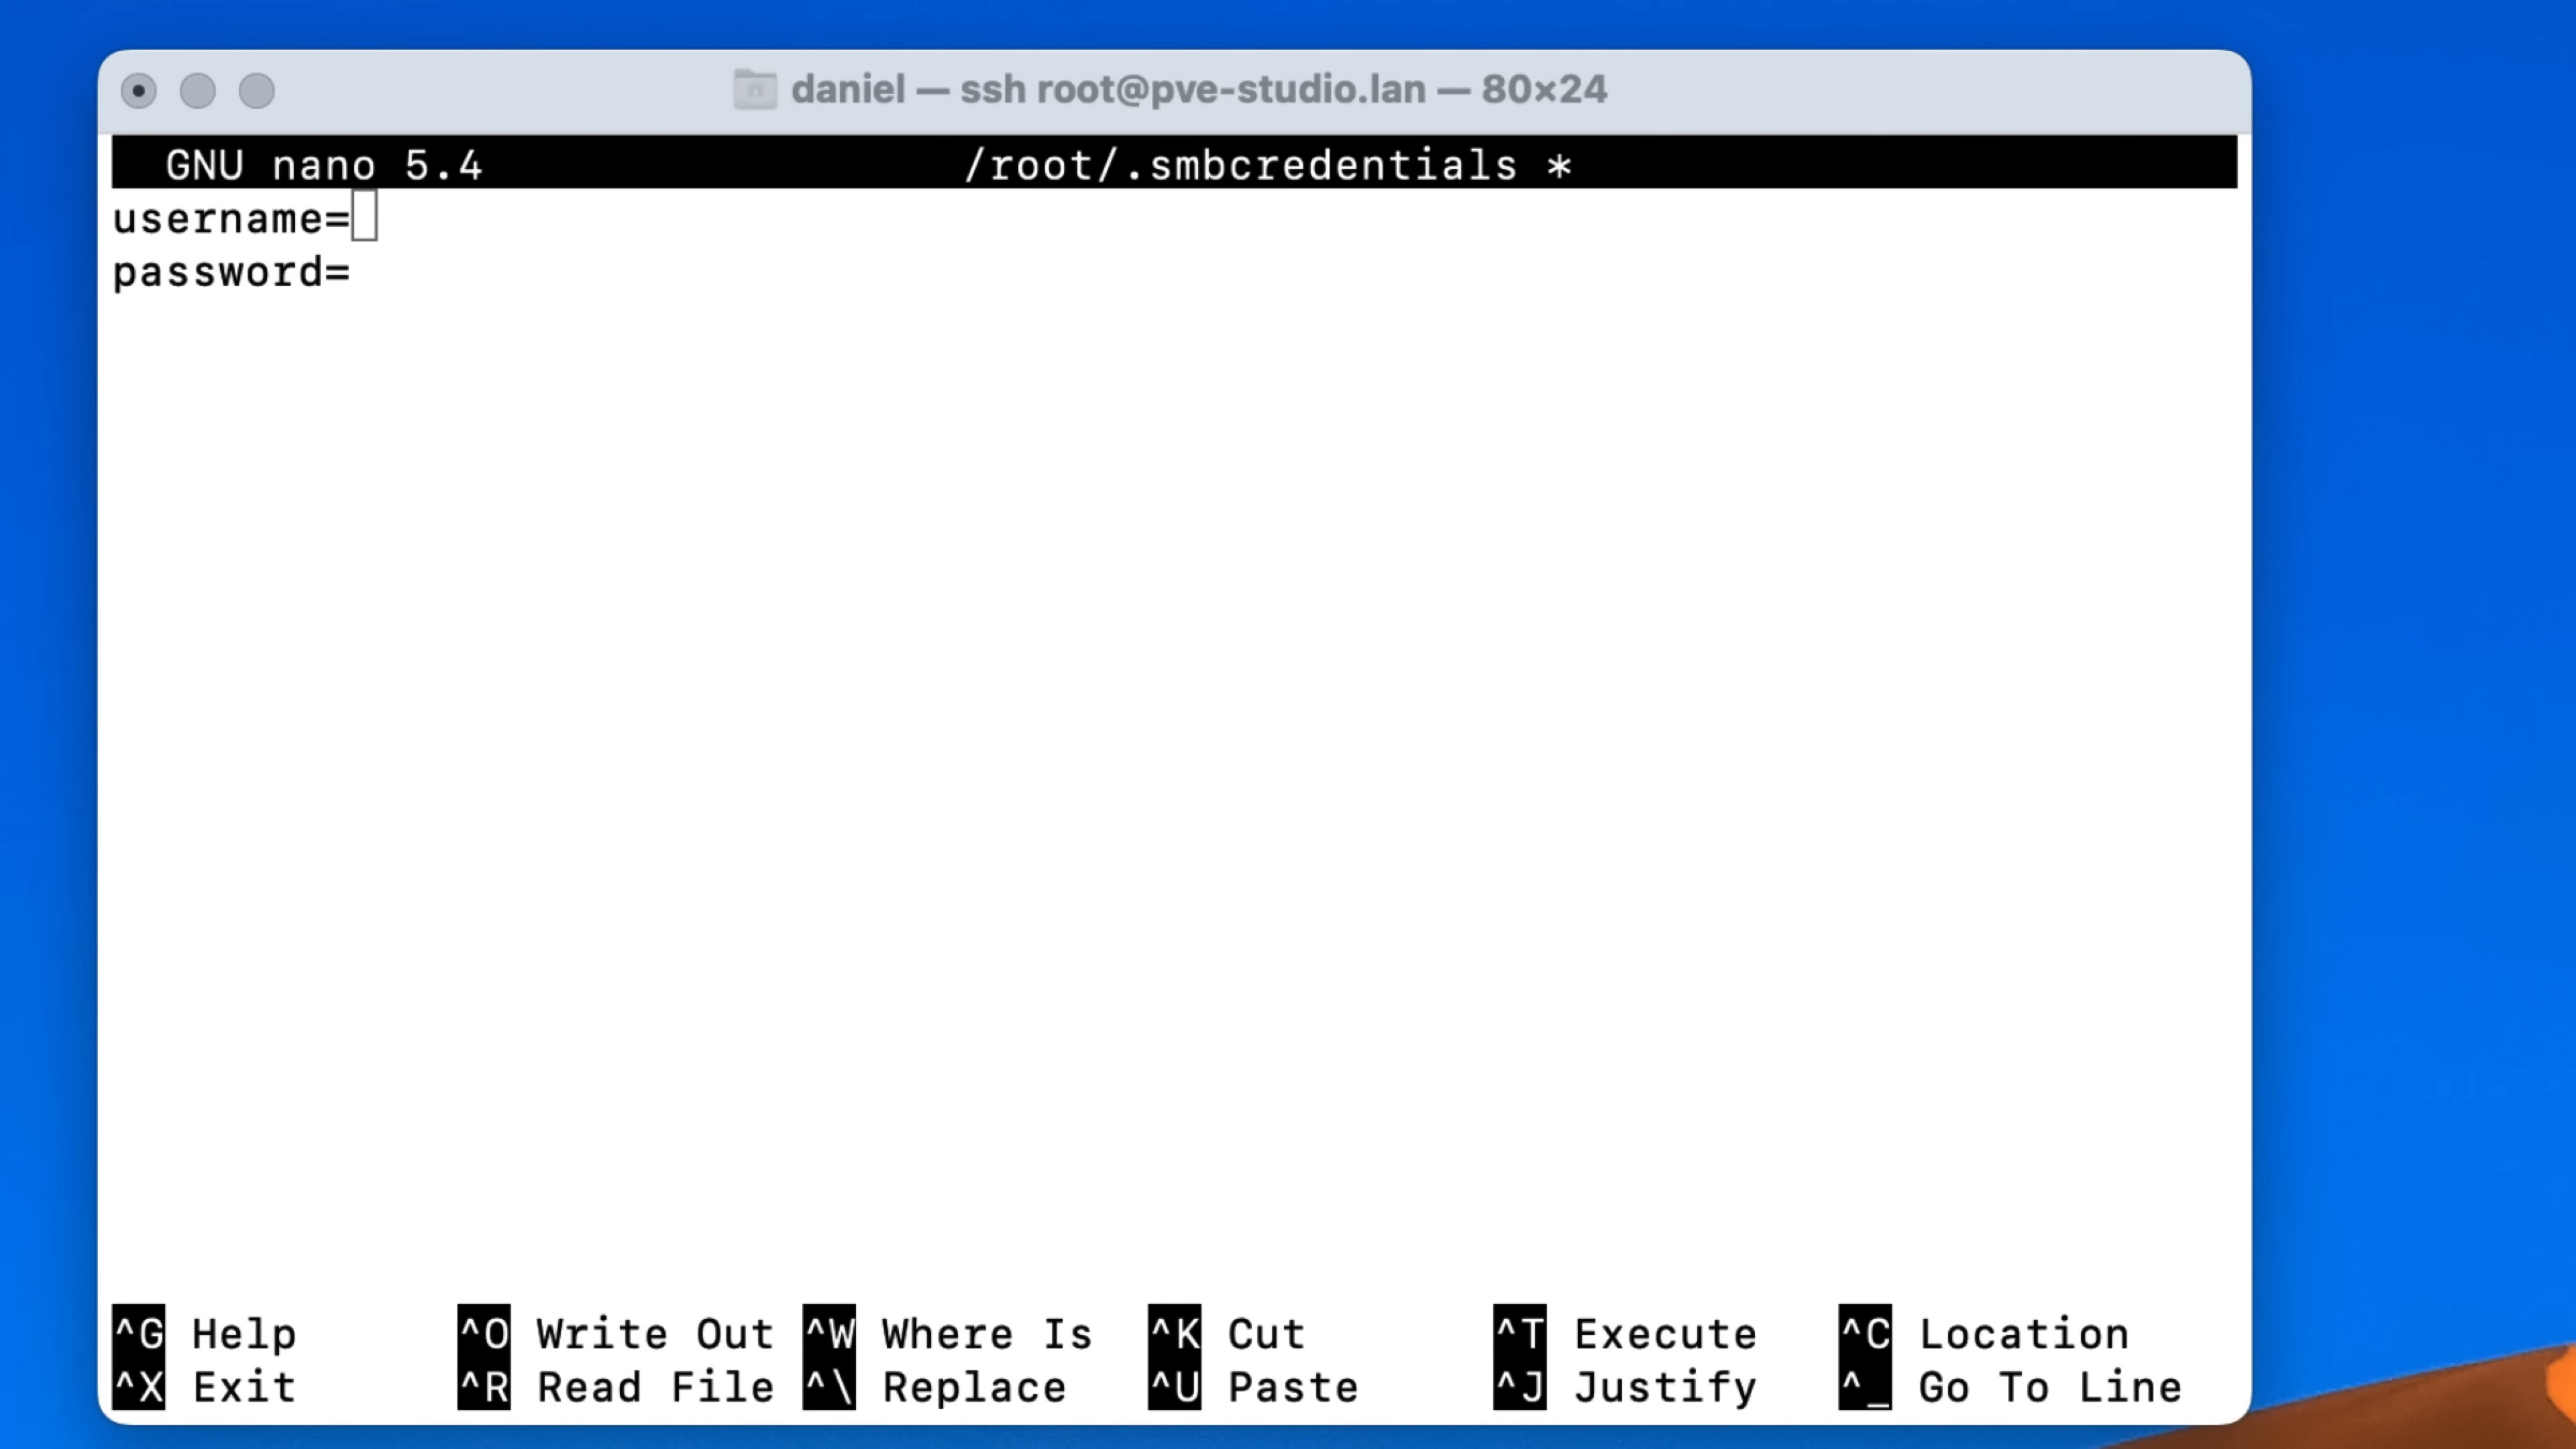 daniel — ssh root@pve-studio.lan — 80×24
GNU nano 5.4 /root/.smbcredentials *
username=
password=
^G Help ^O Write Out ^W Where Is ^K Cut ^T Execute ^C Location
^X Exit ^R Read File ^\ Replace ^U Paste ^J Justify ^_ Go To Line